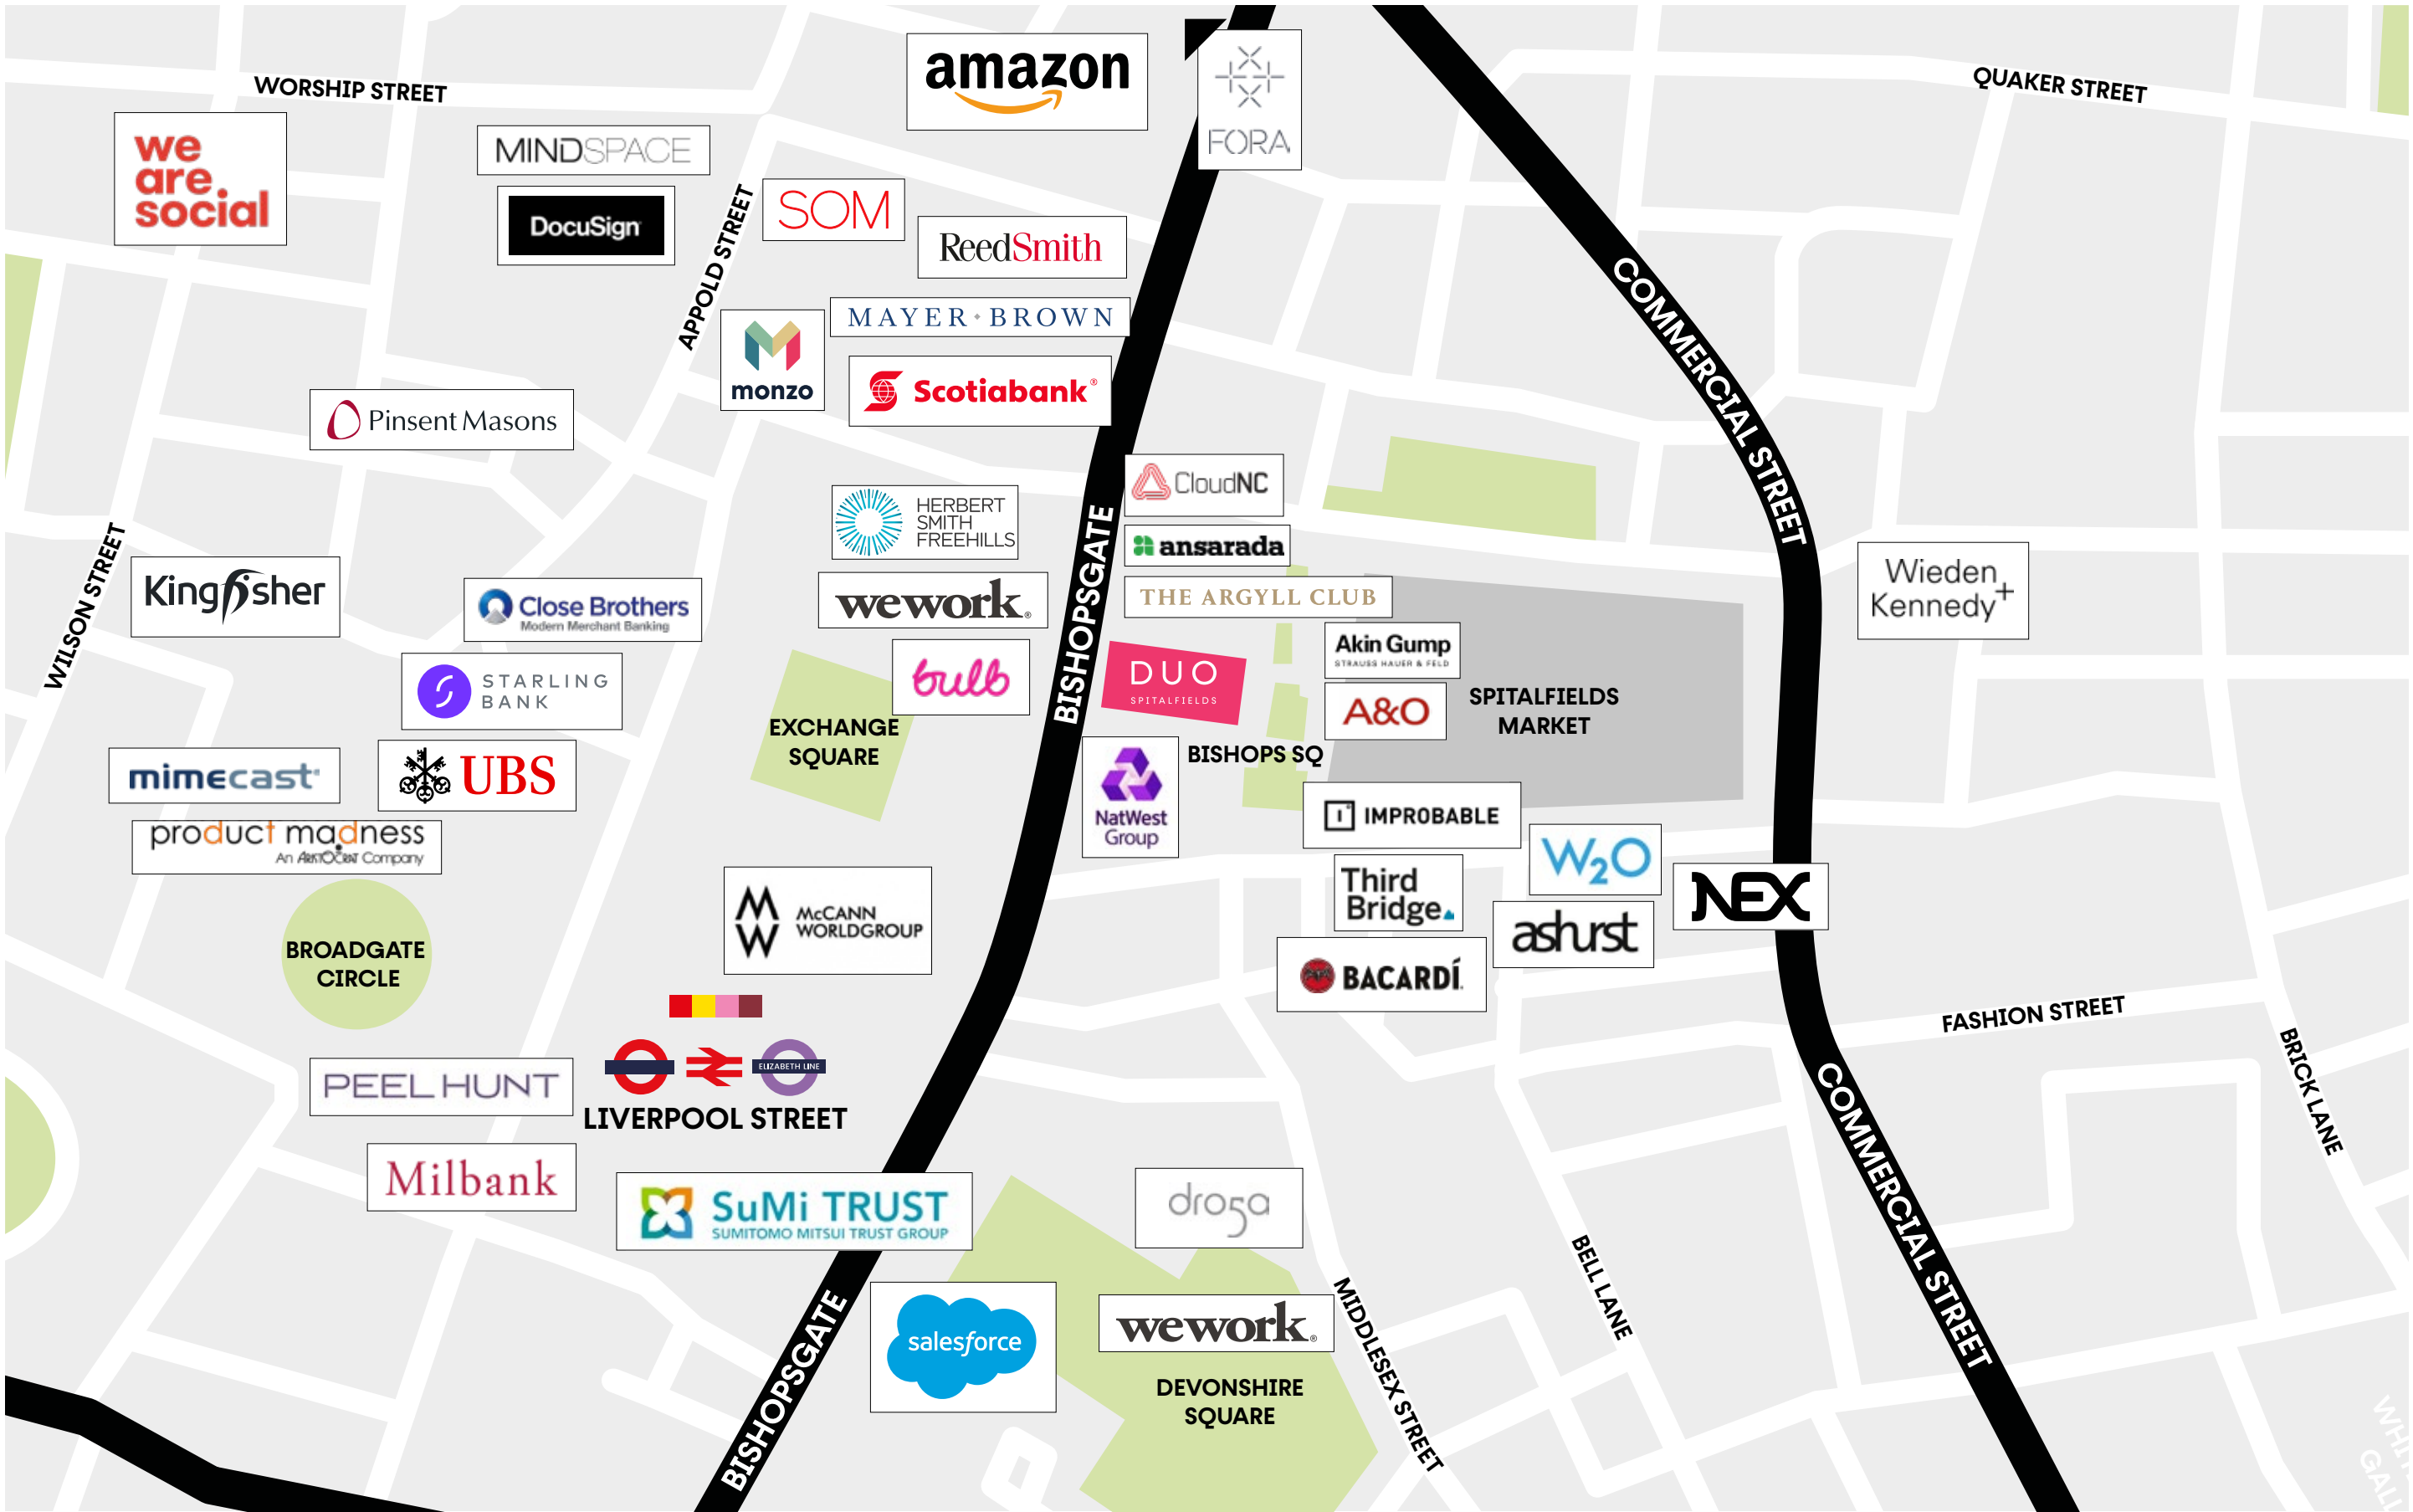 WORSHIP STREET
amazon
FORA
QUAKER STREET
we
are
social
MINDSPACE
DocuSign
APPOLD STREET
SOM
ReedSmith
MAYER · BROWN
monzo
Scotiabank®
COMMERCIAL STREET
Pinsent Masons
CloudNC
HERBERT
SMITH
FREEHILLS
BISHOPSGATE
ansarada
WILSON STREET
Kingfisher
Close Brothers
Modern Merchant Banking
wework®
THE ARGYLL CLUB
Wieden
Kennedy+
STARLING
BANK
bulb
DUO
SPITALFIELDS
Akin Gump
STRAUSS HAUER & FELD
A&O
SPITALFIELDS
MARKET
EXCHANGE
SQUARE
BISHOPS SQ
mimecast
UBS
NatWest
Group
IMPROBABLE
product madness
An ARISTOCRAT Company
W2O
Third
Bridge
NEX
McCANN
WORLDGROUP
ashurst
BROADGATE
CIRCLE
BACARDÍ
FASHION STREET
BRICK LANE
PEEL HUNT
ELIZABETH LINE
LIVERPOOL STREET
COMMERCIAL STREET
Milbank
SuMi TRUST
SUMITOMO MITSUI TRUST GROUP
droga5
BELL LANE
salesforce
wework®
MIDDLESEX STREET
BISHOPSGATE
DEVONSHIRE
SQUARE